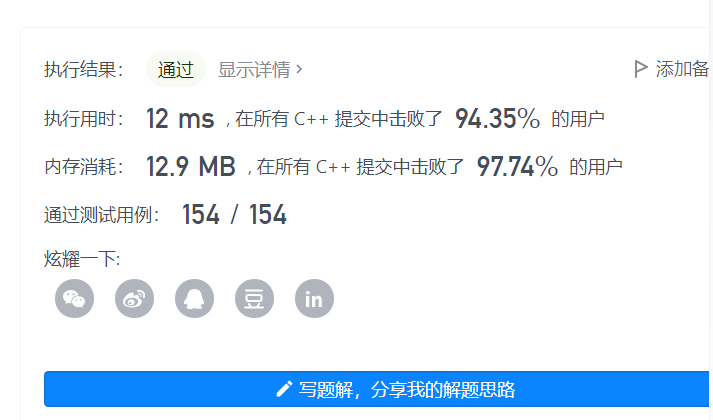 执行结果： 通过 显示详情 > 添加备
执行用时： 12 ms , 在所有 C++ 提交中击败了 94.35% 的用户
内存消耗： 12.9 MB , 在所有 C++ 提交中击败了 97.74% 的用户
通过测试用例： 154 / 154
炫耀一下:
豆 in
写题解，分享我的解题思路